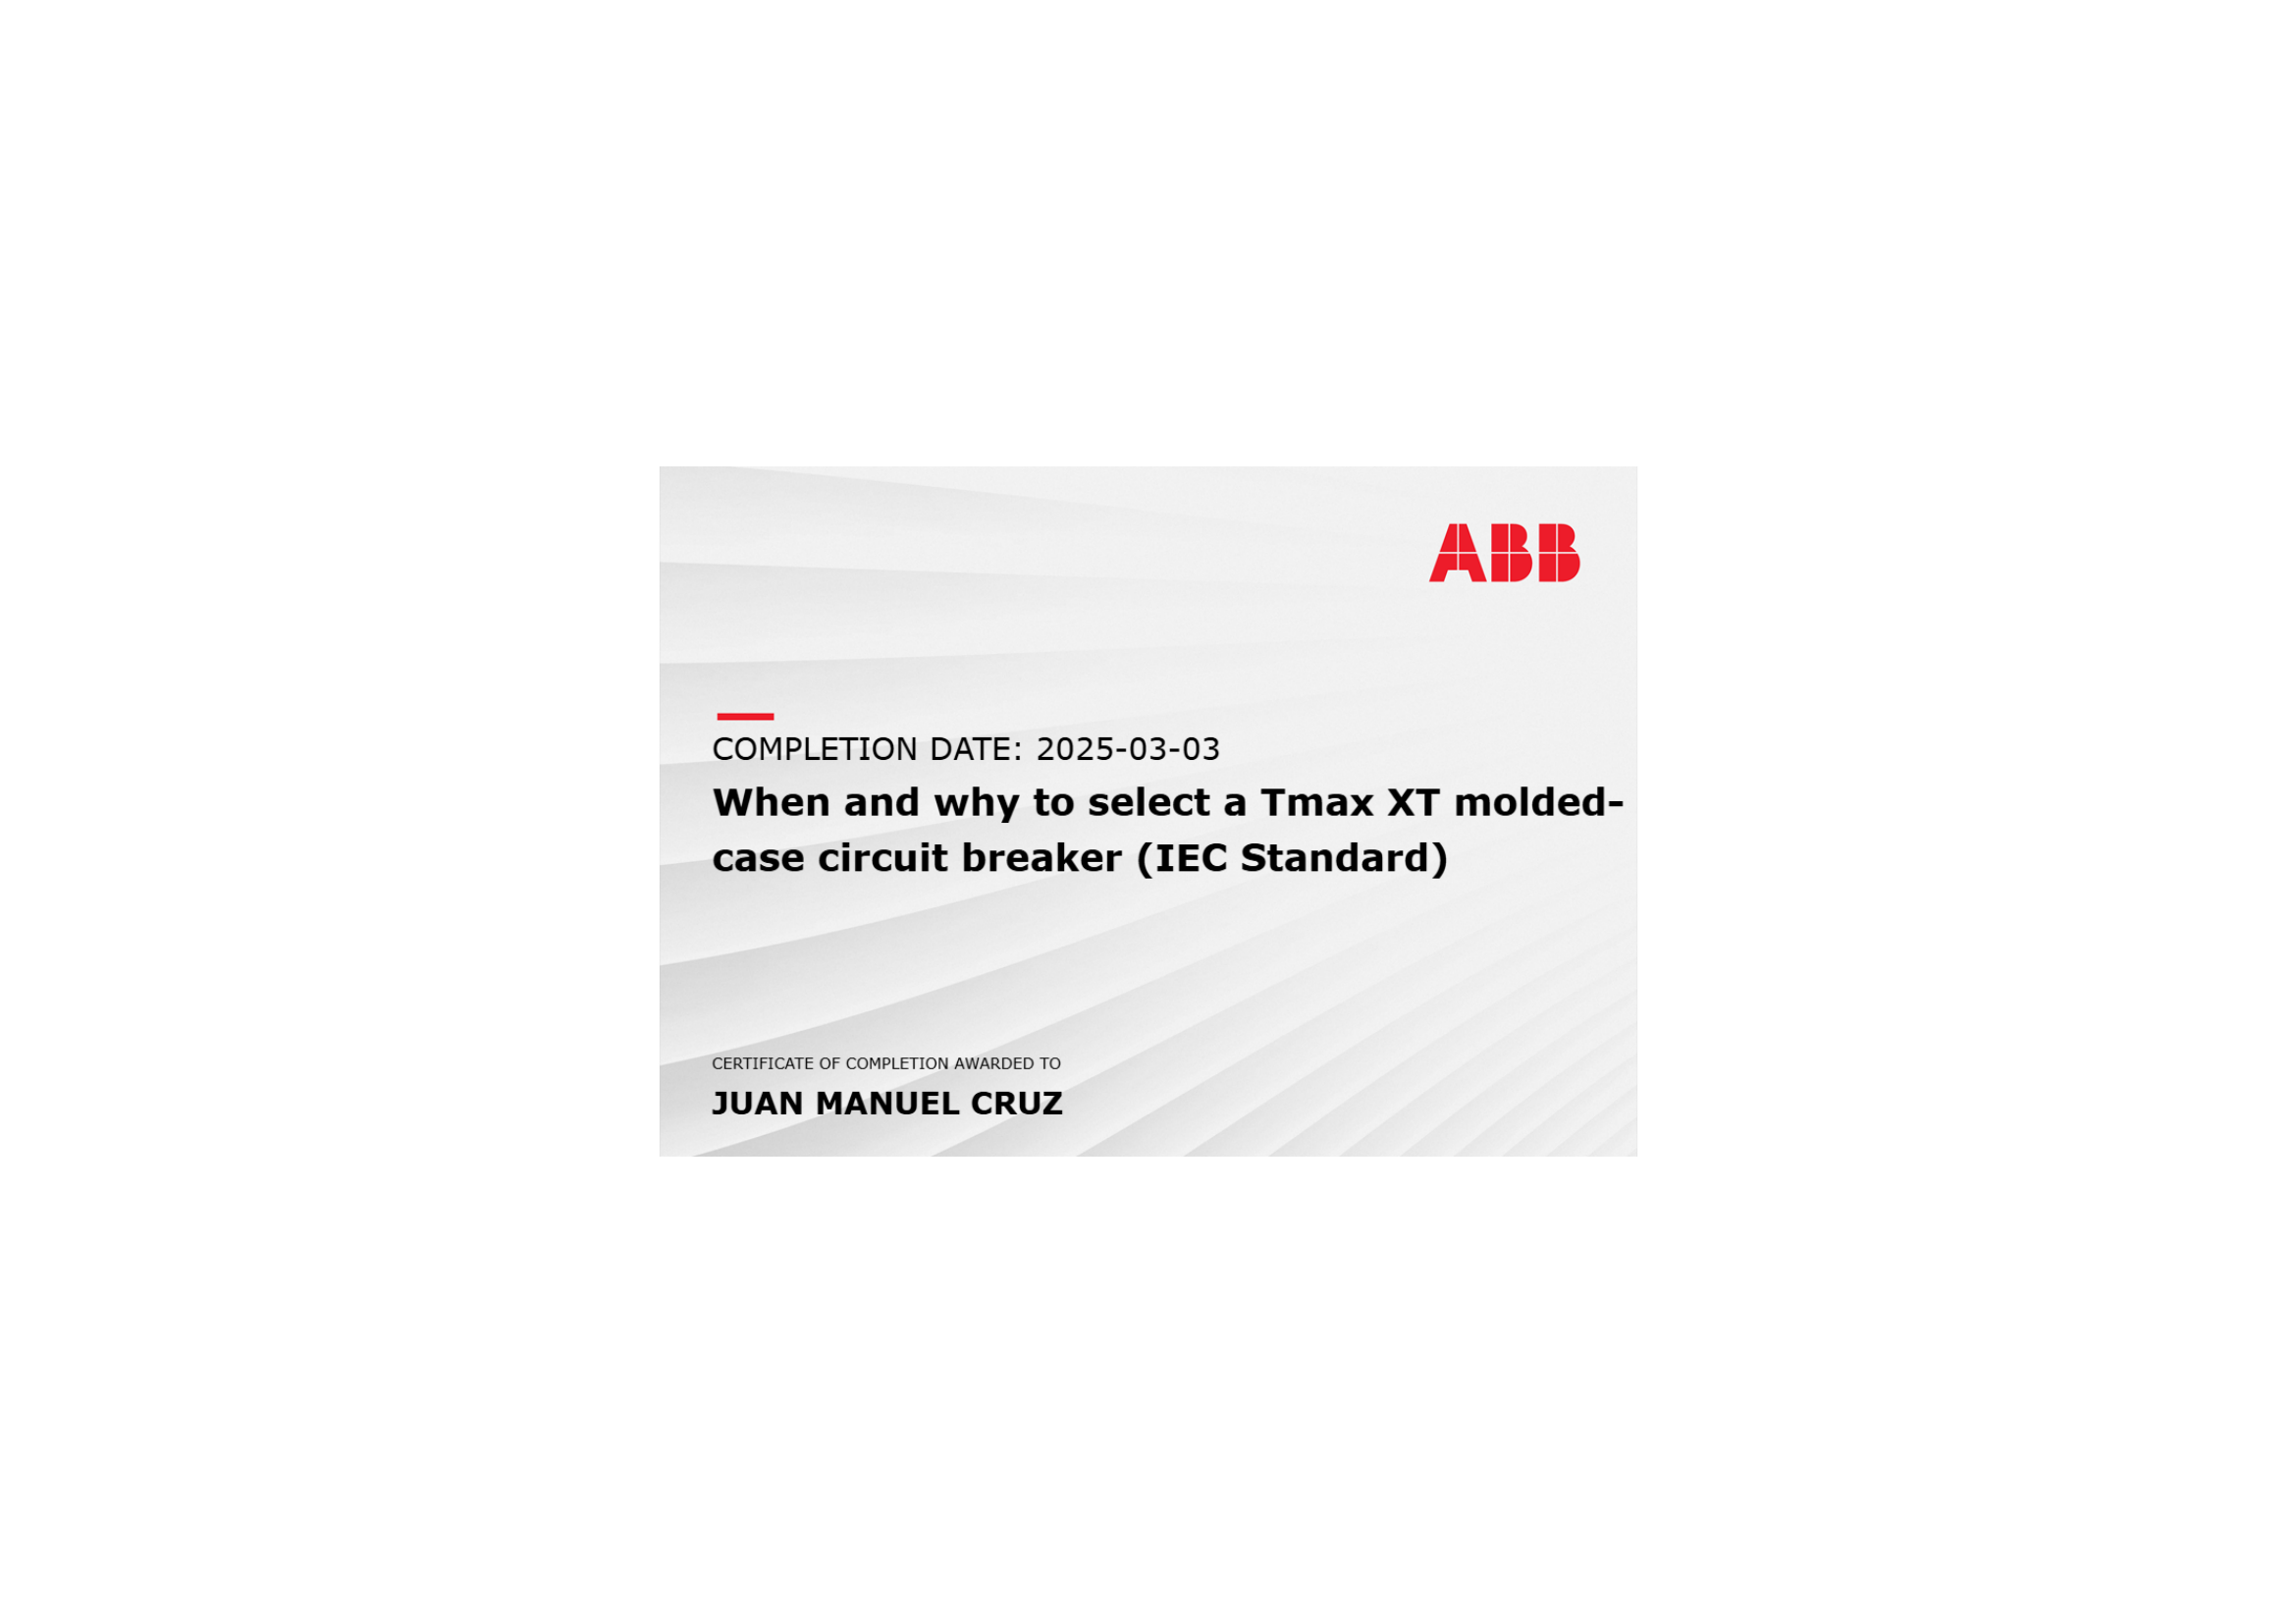 ABB
COMPLETION DATE: 2025-03-03
When and why to select a Tmax XT molded-
case circuit breaker (IEC Standard)
CERTIFICATE OF COMPLETION AWARDED TO
JUAN MANUEL CRUZ